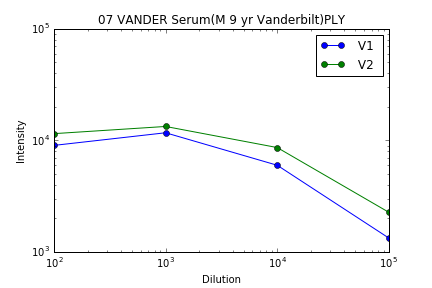 07 VANDER Serum(M 9 yr Vanderbilt)PLY
V1
V2
Intensity
10^5
10^4
10^3
10^2 10^3 10^4 10^5
Dilution